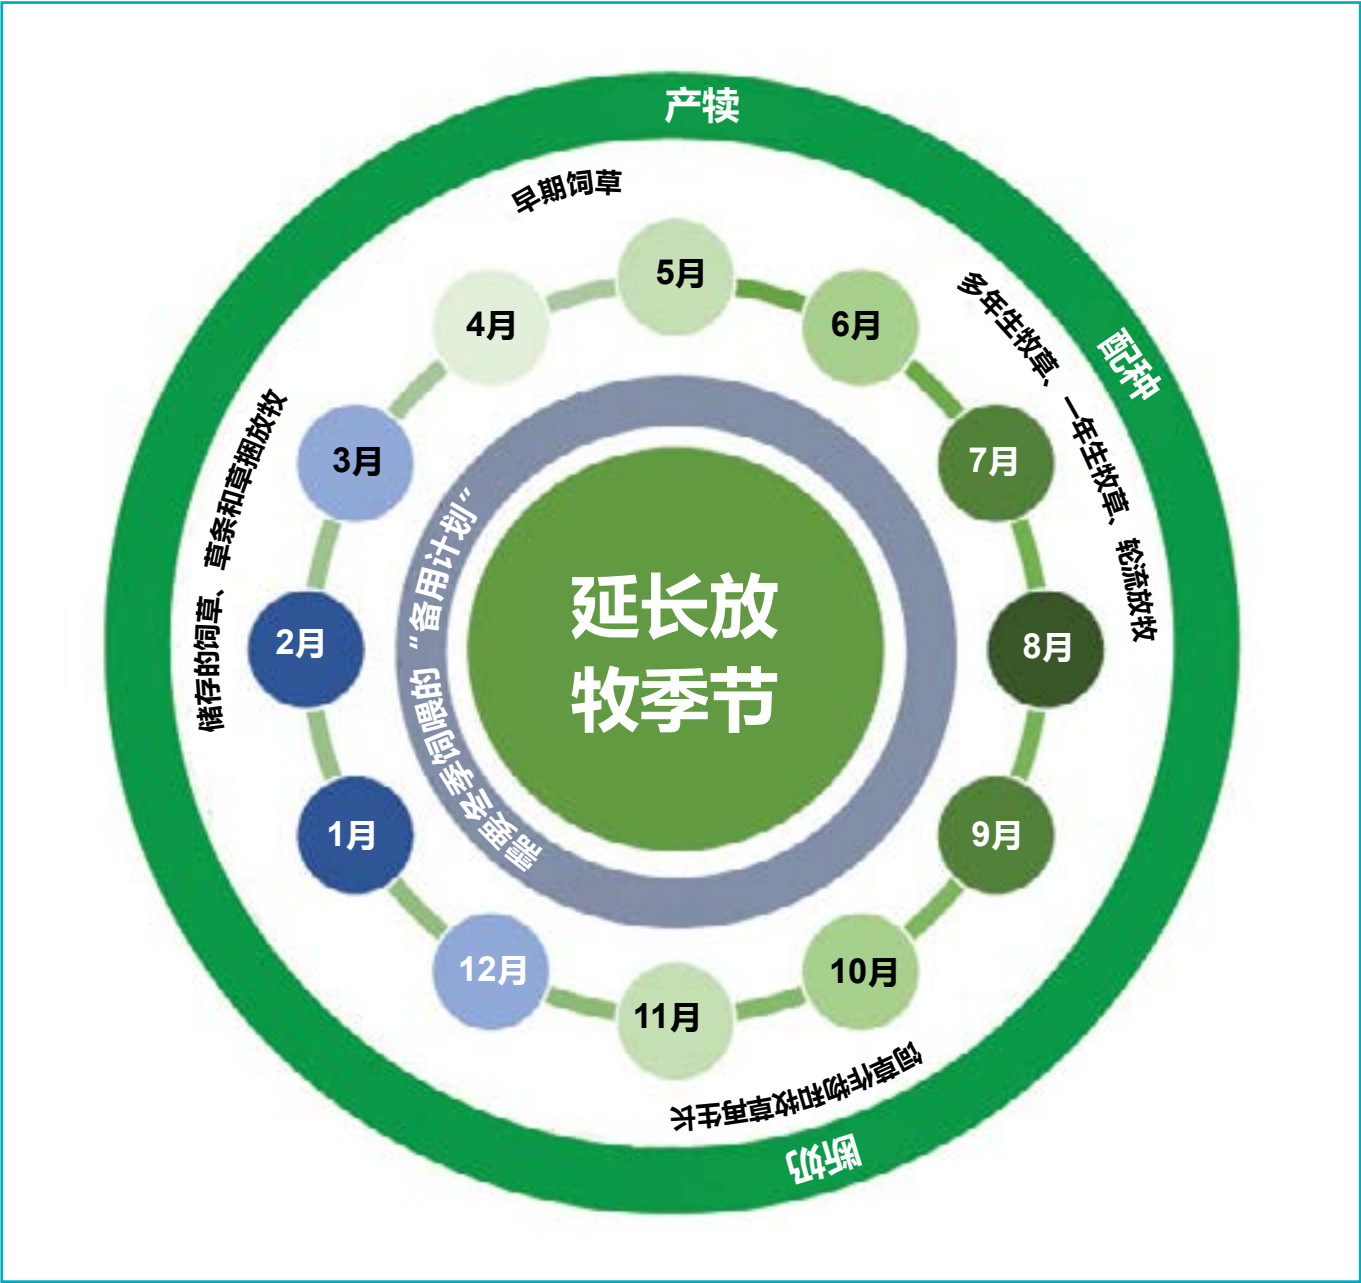 产犊
早期饲草
5月
4月
6月
多年生牧草、一年生牧草、轮流放牧
配种
3月
7月
储存的饲草、草条和草捆放牧
需要冬季饲喂的“备用计划”
延长放
牧季节
2月
8月
1月
9月
12月
10月
11月
饲草作物和牧草再生长
断奶